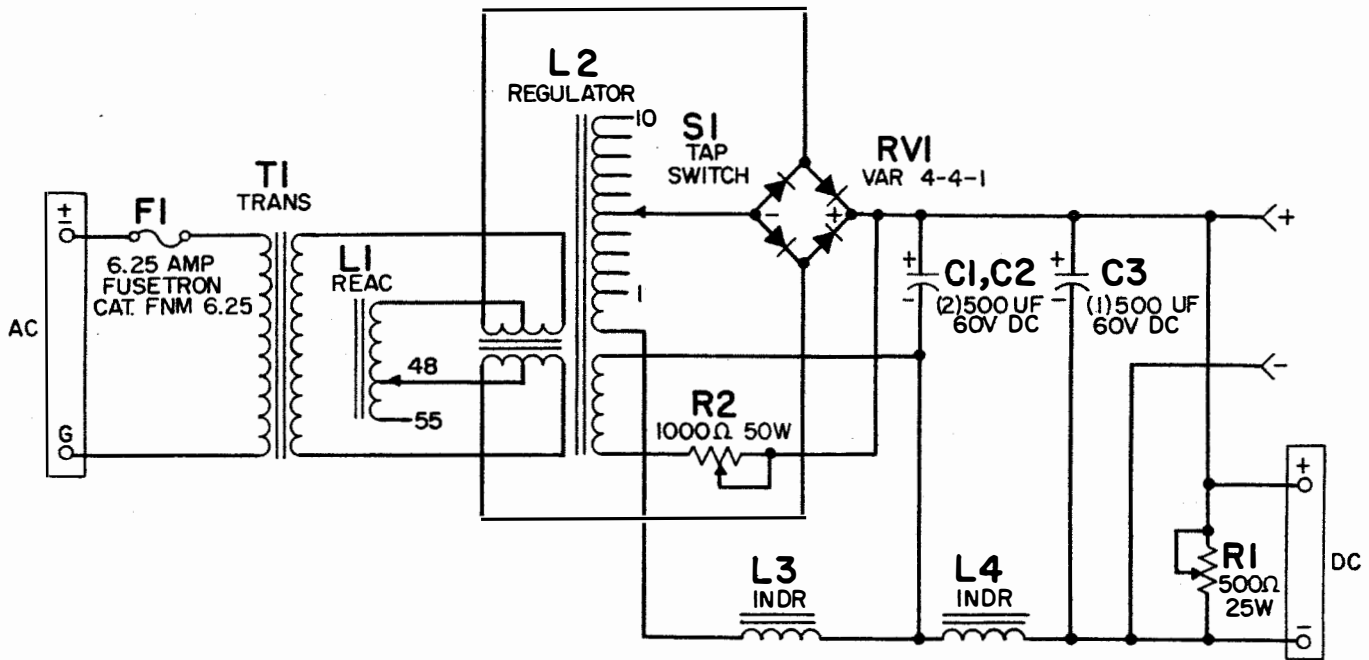 L2
REGULATOR
10
1
S1
TAP
SWITCH
RV1
VAR 4-4-1
-
+
T1
TRANS
F1
6.25 AMP
FUSETRON
CAT. FNM 6.25
±
G
AC
L1
REAC
48
55
+
-
C1,C2
(2)500 UF
60V DC
+
-
C3
(1)500 UF
60V DC
+
-
R2
1000Ω 50W
L3
INDR
L4
INDR
R1
500Ω
25W
+
-
DC